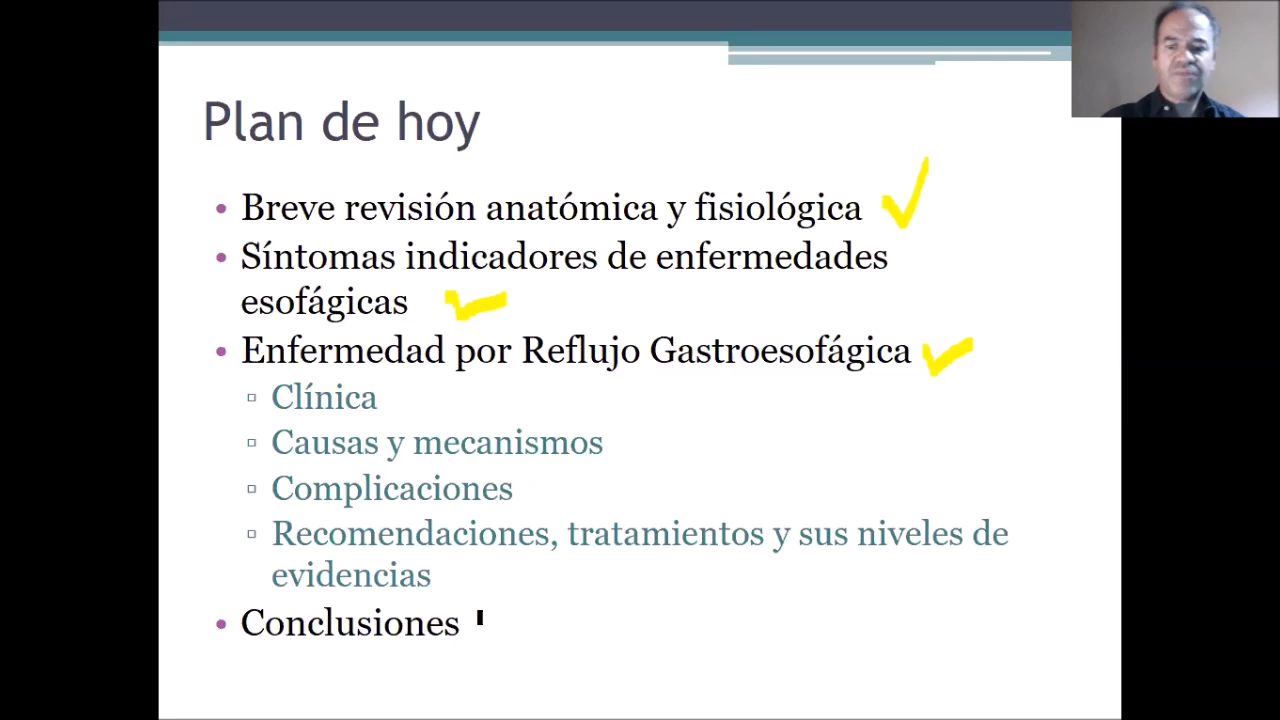 Plan de hoy
• Breve revisión anatómica y fisiológica
• Síntomas indicadores de enfermedades
esofágicas
• Enfermedad por Reflujo Gastroesofágica
▫ Clínica
▫ Causas y mecanismos
▫ Complicaciones
▫ Recomendaciones, tratamientos y sus niveles de
evidencias
• Conclusiones